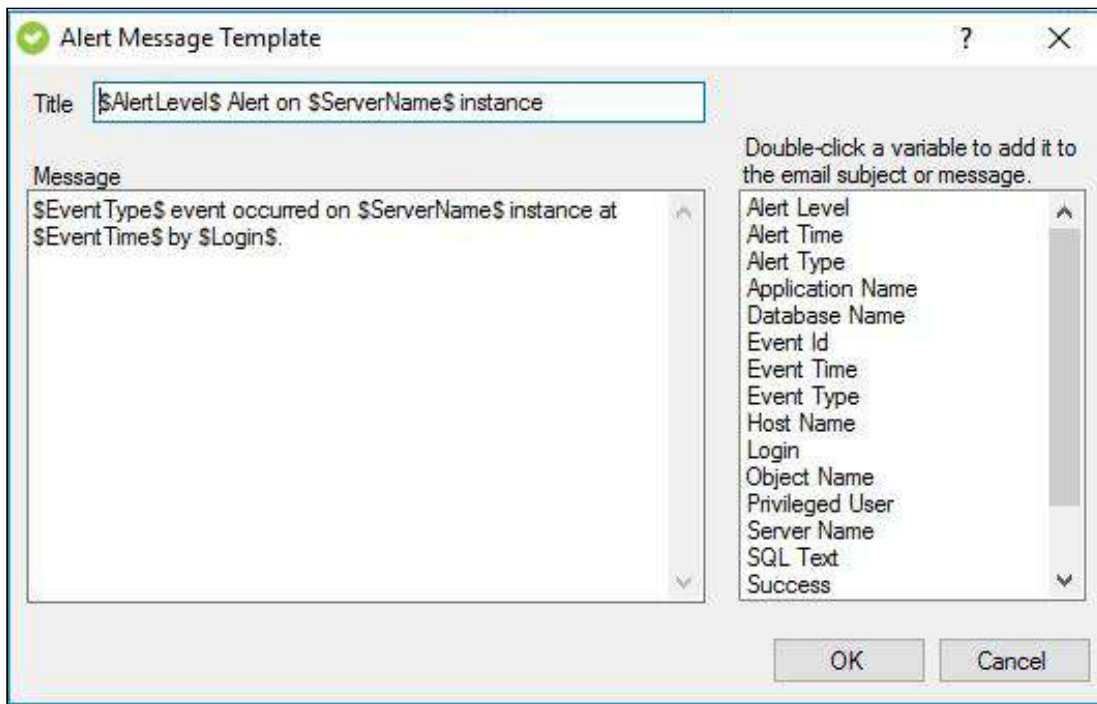 Alert Message Template
?
Title
$AlertLevel$ Alert on $ServerName$ instance
Message
$EventType$ event occurred on $ServerName$ instance at
$EventTime$ by $Login$.
Double-click a variable to add it to
the email subject or message.
Alert Level
Alert Time
Alert Type
Application Name
Database Name
Event Id
Event Time
Event Type
Host Name
Login
Object Name
Privileged User
Server Name
SQL Text
Success
OK
Cancel